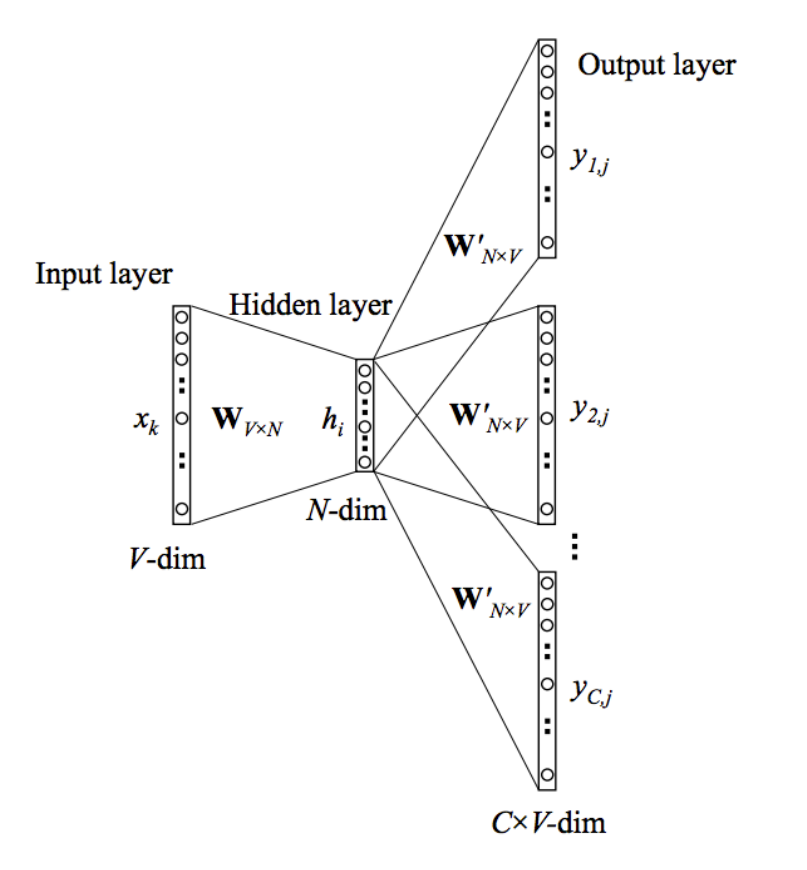 Output layer
y1,j
W'N×V
Input layer
Hidden layer
xk
WV×N
hi
W'N×V
y2,j
N-dim
V-dim
W'N×V
yC,j
C×V-dim